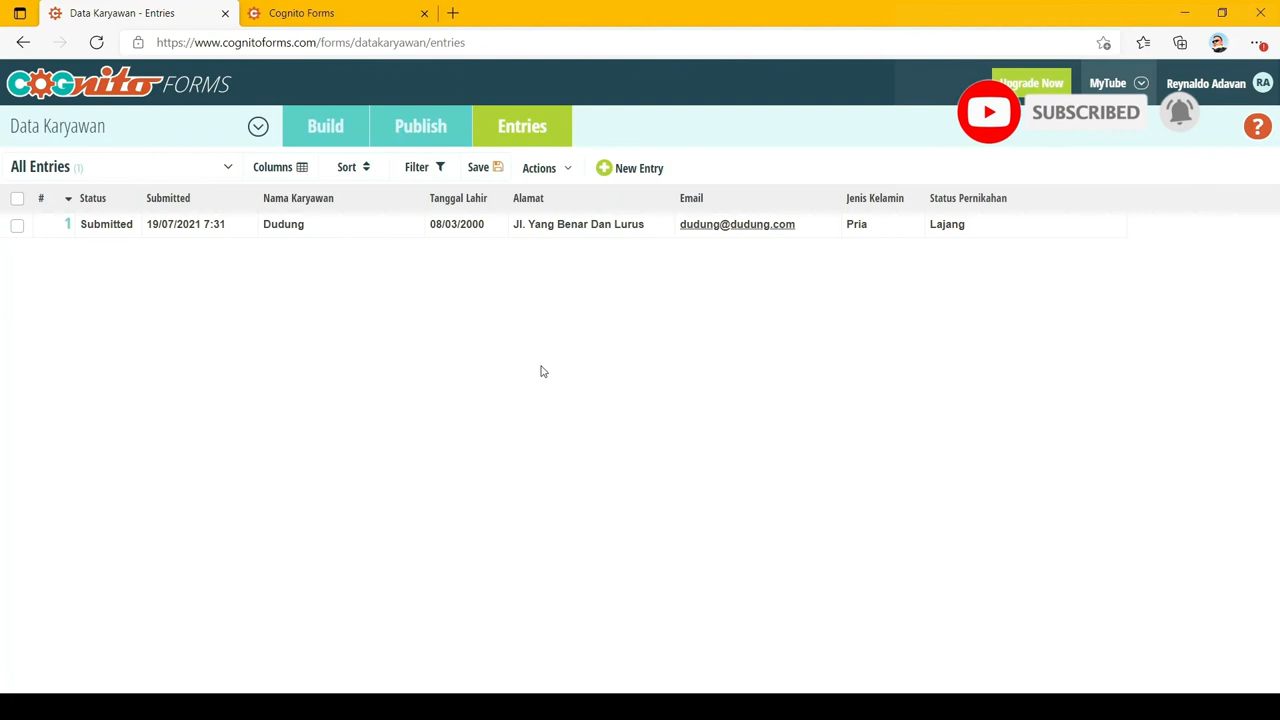 Data Karyawan - Entries
Cognito Forms
https://www.cognitoforms.com/forms/datakaryawan/entries
COGnito FORMS
Upgrade Now
MyTube
Reynaldo Adavan
RA
SUBSCRIBED
Data Karyawan
Build
Publish
Entries
?
All Entries (1)
Columns
Sort
Filter
Save
Actions
New Entry
# Status Submitted Nama Karyawan Tanggal Lahir Alamat Email Jenis Kelamin Status Pernikahan
1 Submitted 19/07/2021 7:31 Dudung 08/03/2000 Jl. Yang Benar Dan Lurus dudung@dudung.com Pria Lajang